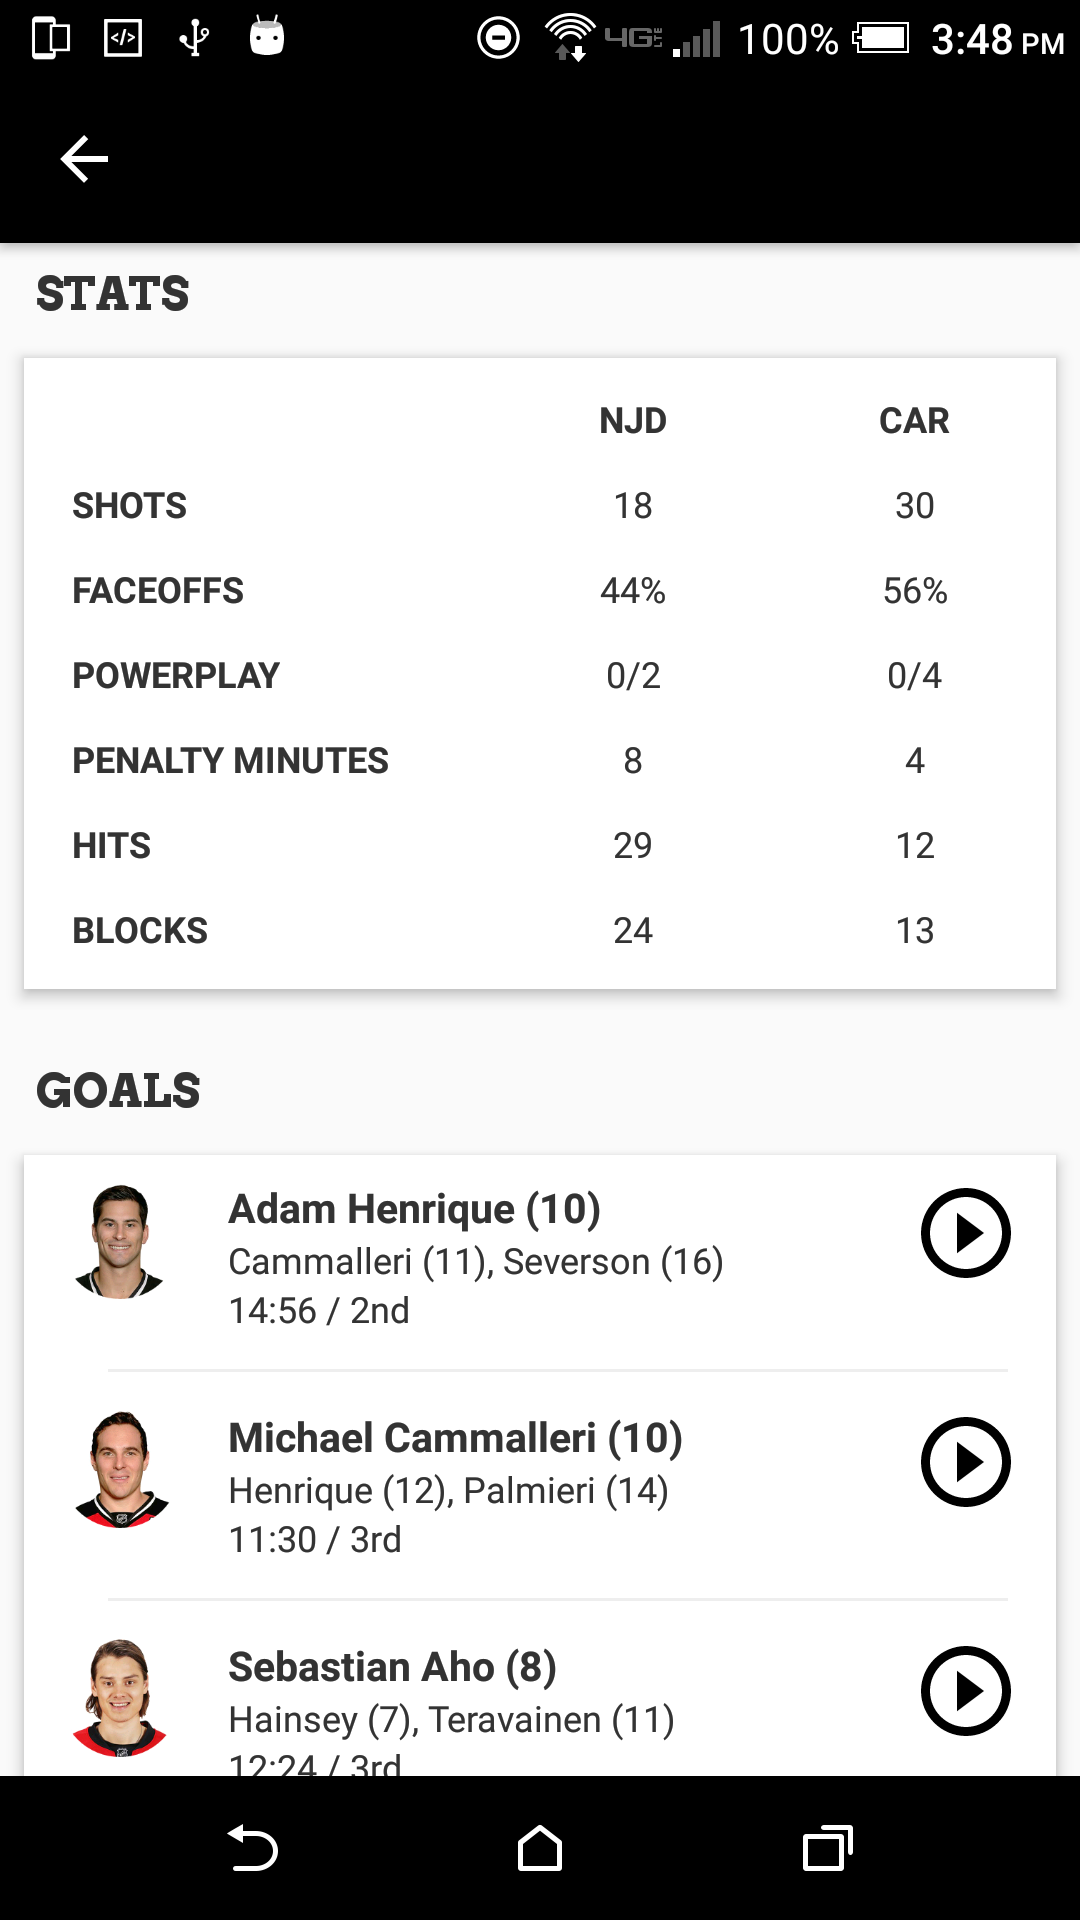 4G LTE 100% 3:48 PM
STATS
NJD CAR
SHOTS 18 30
FACEOFFS 44% 56%
POWERPLAY 0/2 0/4
PENALTY MINUTES 8 4
HITS 29 12
BLOCKS 24 13
GOALS
Adam Henrique (10)
Cammalleri (11), Severson (16)
14:56 / 2nd
Michael Cammalleri (10)
Henrique (12), Palmieri (14)
11:30 / 3rd
Sebastian Aho (8)
Hainsey (7), Teravainen (11)
12:24 / 3rd